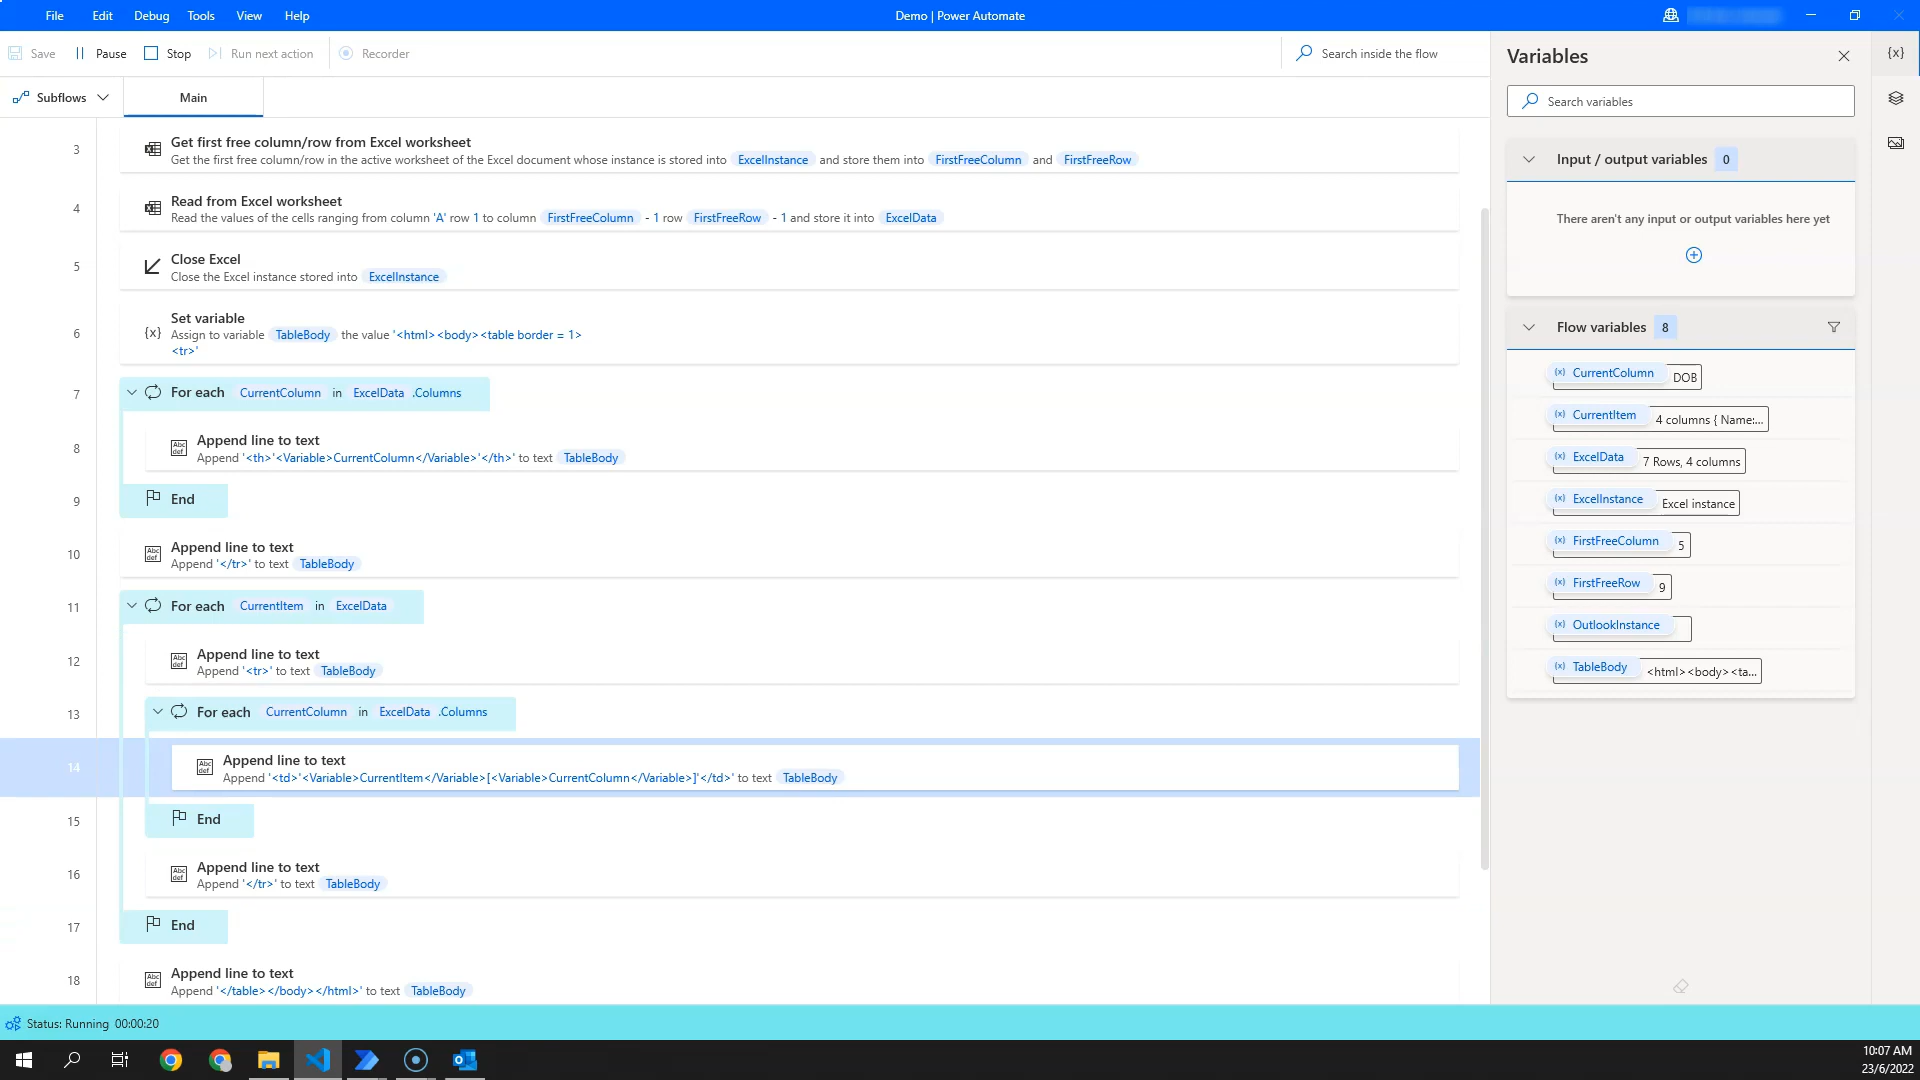 File Edit Debug Tools View Help
Demo | Power Automate
Save Pause Stop Run next action Recorder
Search inside the flow
Subflows Main
3 Get first free column/row from Excel worksheet
Get the first free column/row in the active worksheet of the Excel document whose instance is stored into ExcelInstance and store them into FirstFreeColumn and FirstFreeRow
4 Read from Excel worksheet
Read the values of the cells ranging from column 'A' row 1 to column FirstFreeColumn - 1 row FirstFreeRow - 1 and store it into ExcelData
5 Close Excel
Close the Excel instance stored into ExcelInstance
6 {x} Set variable
Assign to variable TableBody the value '<html><body><table border = 1>
<tr>'
7 For each CurrentColumn in ExcelData .Columns
8 Append line to text
Append '<th>'<Variable>CurrentColumn</Variable>'</th>' to text TableBody
9 End
10 Append line to text
Append '</tr>' to text TableBody
11 For each CurrentItem in ExcelData
12 Append line to text
Append '<tr>' to text TableBody
13 For each CurrentColumn in ExcelData .Columns
14 Append line to text
Append '<td>'<Variable>CurrentItem</Variable>[<Variable>CurrentColumn</Variable>]'</td>' to text TableBody
15 End
16 Append line to text
Append '</tr>' to text TableBody
17 End
18 Append line to text
Append '</table></body></html>' to text TableBody
Variables
{x}
Search variables
Input / output variables 0
There aren't any input or output variables here yet
Flow variables 8
(x) CurrentColumn DOB
(x) CurrentItem 4 columns { Name:...
(x) ExcelData 7 Rows, 4 columns
(x) ExcelInstance Excel instance
(x) FirstFreeColumn 5
(x) FirstFreeRow 9
(x) OutlookInstance
(x) TableBody <html><body><ta...
Status: Running 00:00:20
10:07 AM
23/6/2022